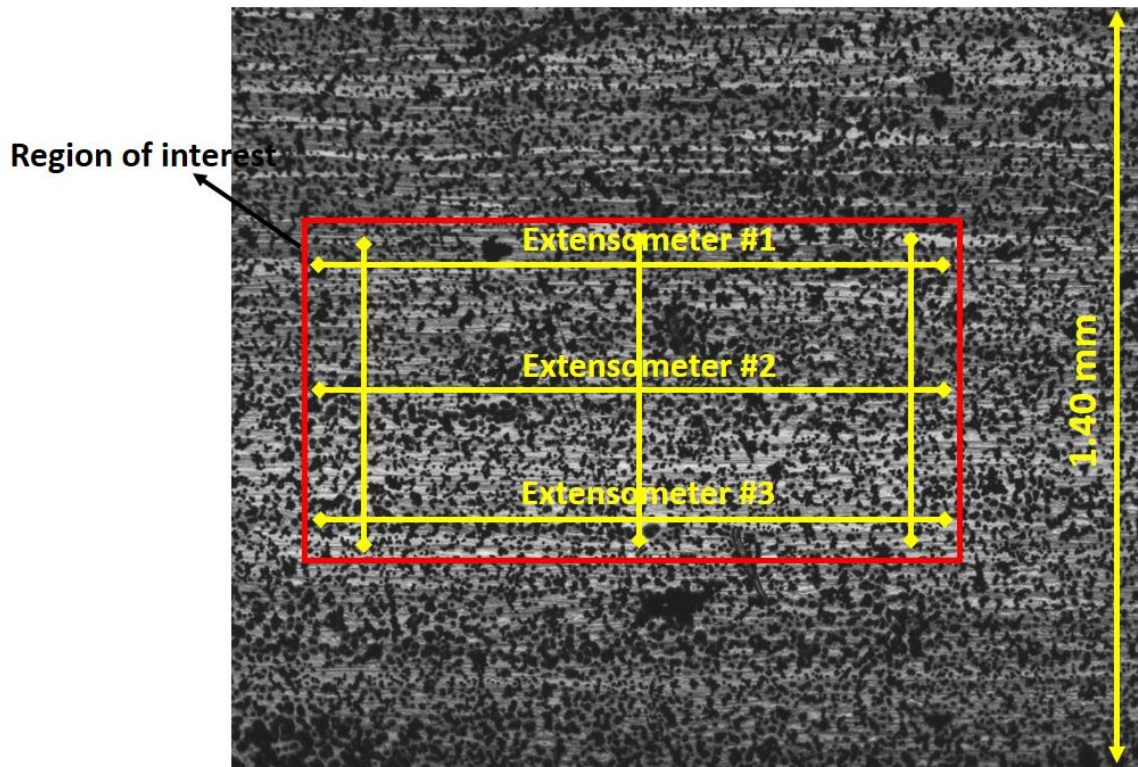 Region of interest
Extensometer #1
Extensometer #2
Extensometer #3
1.40 mm